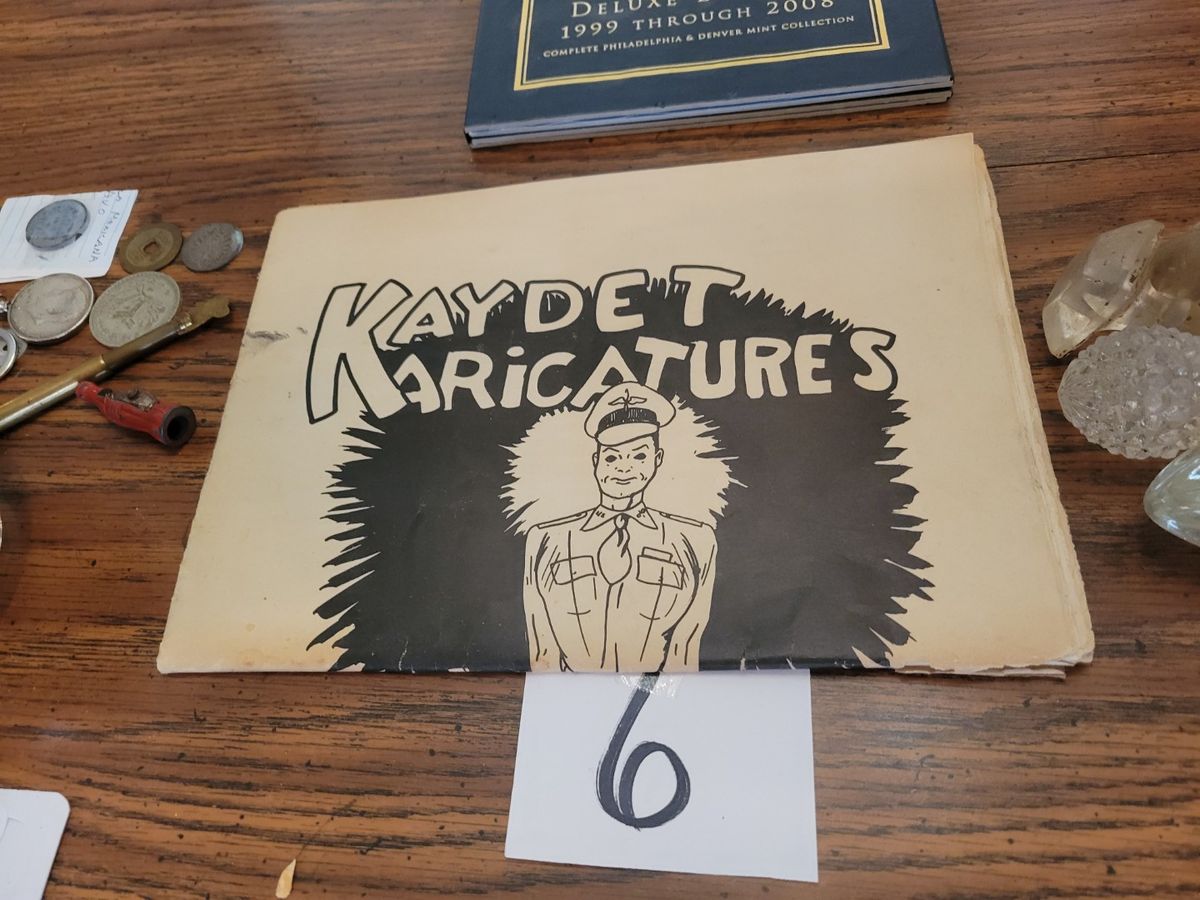 1999 THROUGH 2008
COMPLETE PHILADELPHIA & DENVER MINT COLLECTION
DELUXE
KAYDET
KARiCATURES
6